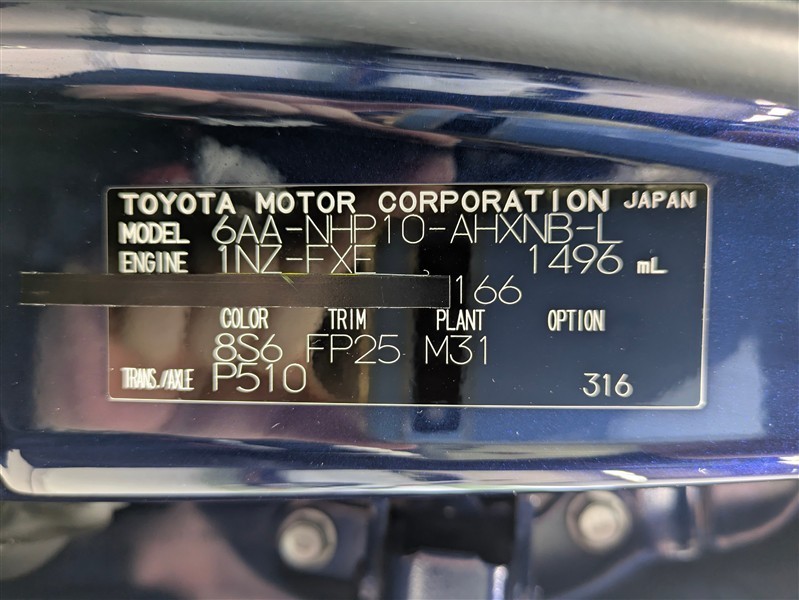 TOYOTA MOTOR CORPORATION JAPAN
MODEL 6AA-NHP10-AHXNB-L
ENGINE 1NZ-FXE 1496 mL
166
COLOR TRIM PLANT OPTION
8S6 FP25 M31
TRANS./AXLE P510 316